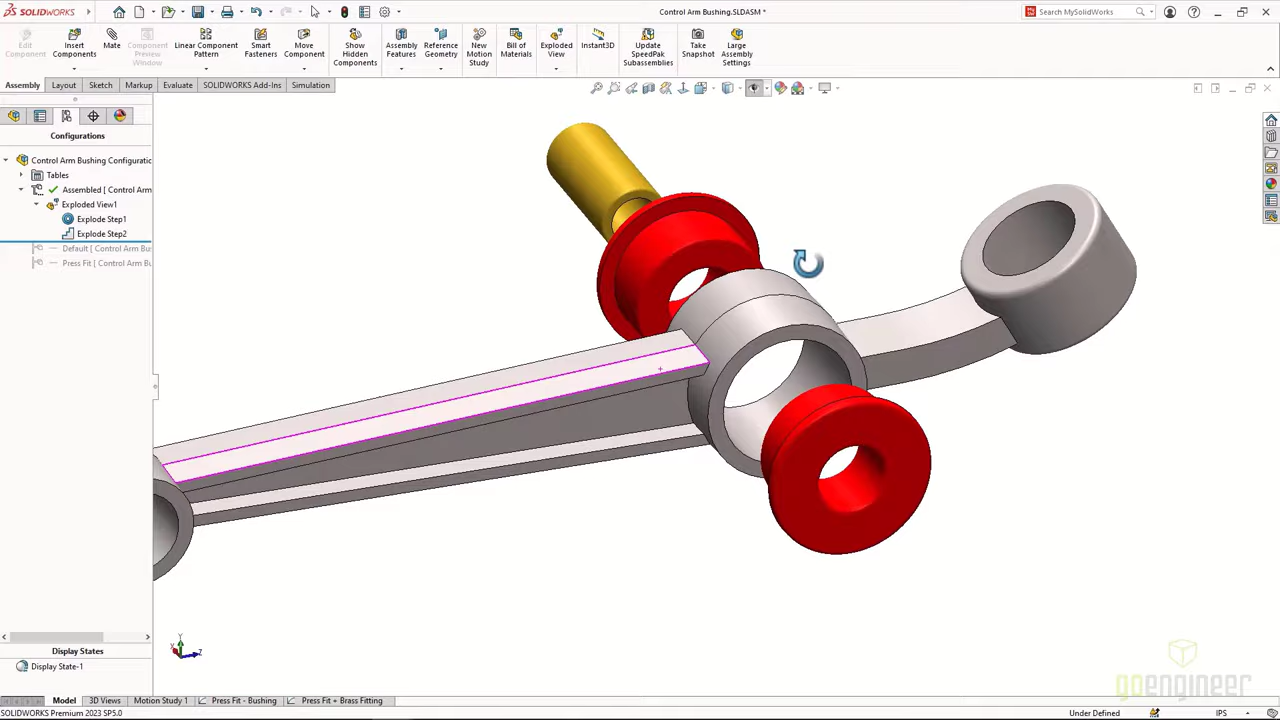 SOLIDWORKS
Control Arm Bushing.SLDASM *
Search MySolidWorks
Edit Component
Insert Components
Mate
Component Preview Window
Linear Component Pattern
Smart Fasteners
Move Component
Show Hidden Components
Assembly Features
Reference Geometry
New Motion Study
Bill of Materials
Exploded View
Instant3D
Update SpeedPak Subassemblies
Take Snapshot
Large Assembly Settings
Assembly Layout Sketch Markup Evaluate SOLIDWORKS Add-Ins Simulation
Configurations
Control Arm Bushing Configuratio
Tables
Assembled [ Control Arm
Exploded View1
Explode Step1
Explode Step2
Default [ Control Arm Bu
Press Fit [ Control Arm B
Display States
Display State-1
Y
X
Z
goengineer
Model 3D Views Motion Study 1 Press Fit - Bushing Press Fit + Brass Fitting
SOLIDWORKS Premium 2023 SP5.0
Under Defined
IPS